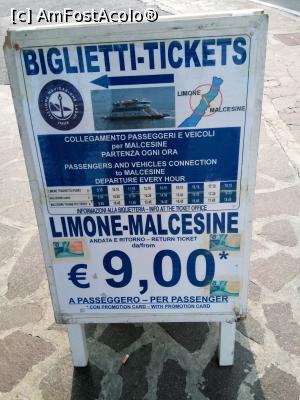 (c) AmFostAcolo®
BIGLIETTI-TICKETS
LIMONE
MALCESINE
COLLEGAMENTO PASSEGGERI E VEICOLI
per MALCESINE
PARTENZA OGNI ORA
PASSENGERS AND VEHICLES CONNECTION
to MALCESINE
DEPARTURE EVERY HOUR
INFORMAZIONI ALLA BIGLIETTERIA - INFO AT THE TICKET OFFICE
LIMONE-MALCESINE
ANDATA E RITORNO – RETURN TICKET
da/from
€ 9,00*
A PASSEGGERO – PER PASSENGER
* CON PROMOTION CARD – WITH PROMOTION CARD